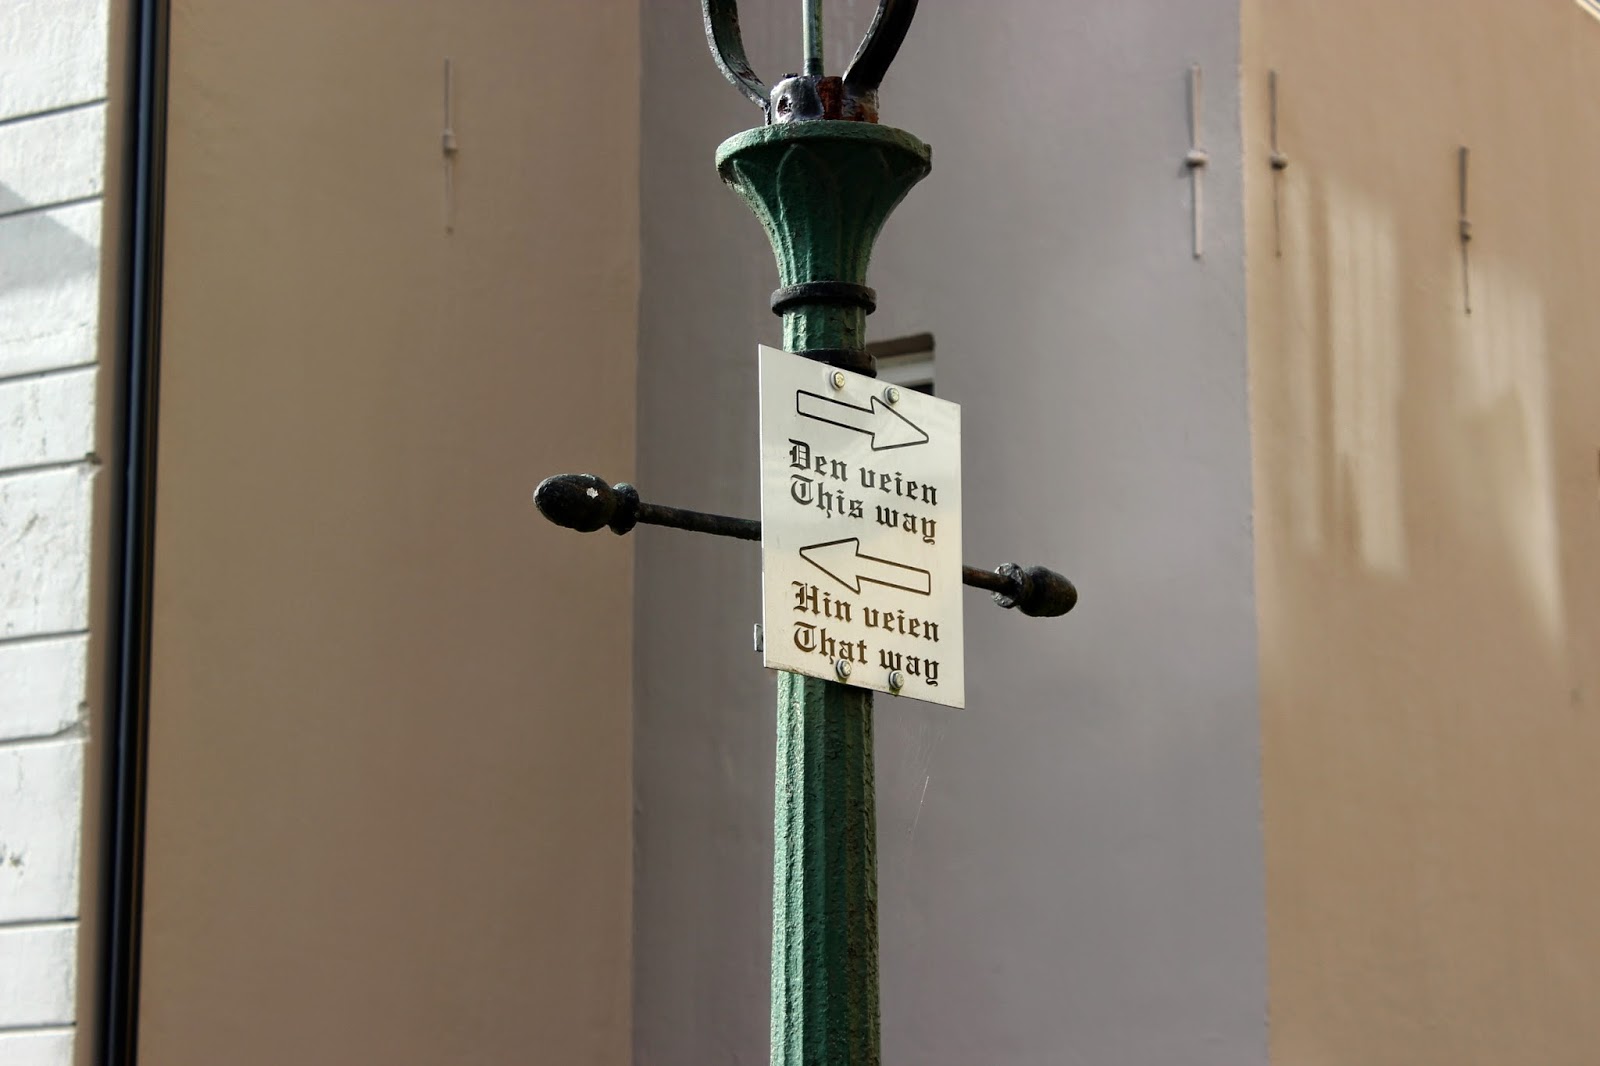 Den veien
This way
Hin veien
That way